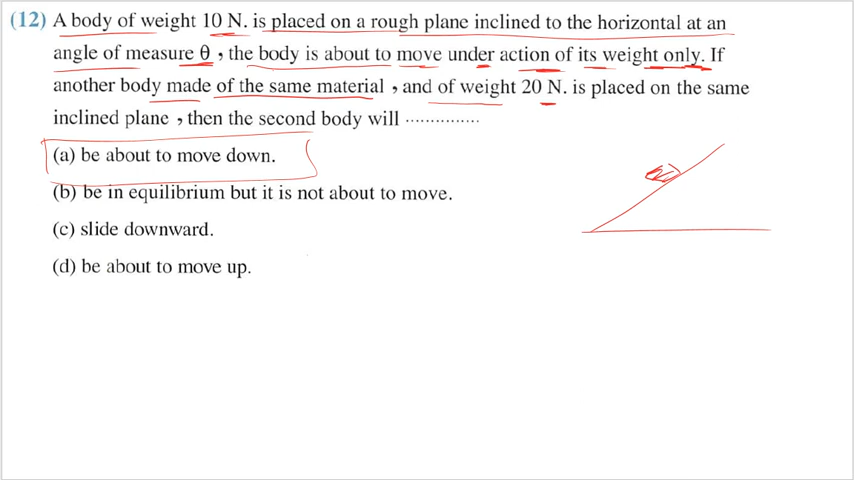 (12) A body of weight 10 N. is placed on a rough plane inclined to the horizontal at an
angle of measure θ , the body is about to move under action of its weight only. If
another body made of the same material , and of weight 20 N. is placed on the same
inclined plane , then the second body will ...............
(a) be about to move down.
(b) be in equilibrium but it is not about to move.
(c) slide downward.
(d) be about to move up.